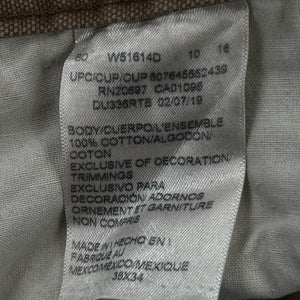 60 W51614D 10 16
UPC/CUP/CUP 607645552439
RN20697 CA01095
DU336RTB 02/07/19
BODY/CUERPO/L'ENSEMBLE
100% COTTON/ALGODÓN/
COTON
EXCLUSIVE OF DECORATION/
TRIMMINGS
EXCLUSIVO PARA
DECORACIÓN/ADORNOS
ORNEMENT ET GARNITURE
NON COMPRIS
MADE IN / HECHO EN /
FABRIQUÉ AU
MEXICO/MÉXICO/MEXIQUE
36X34